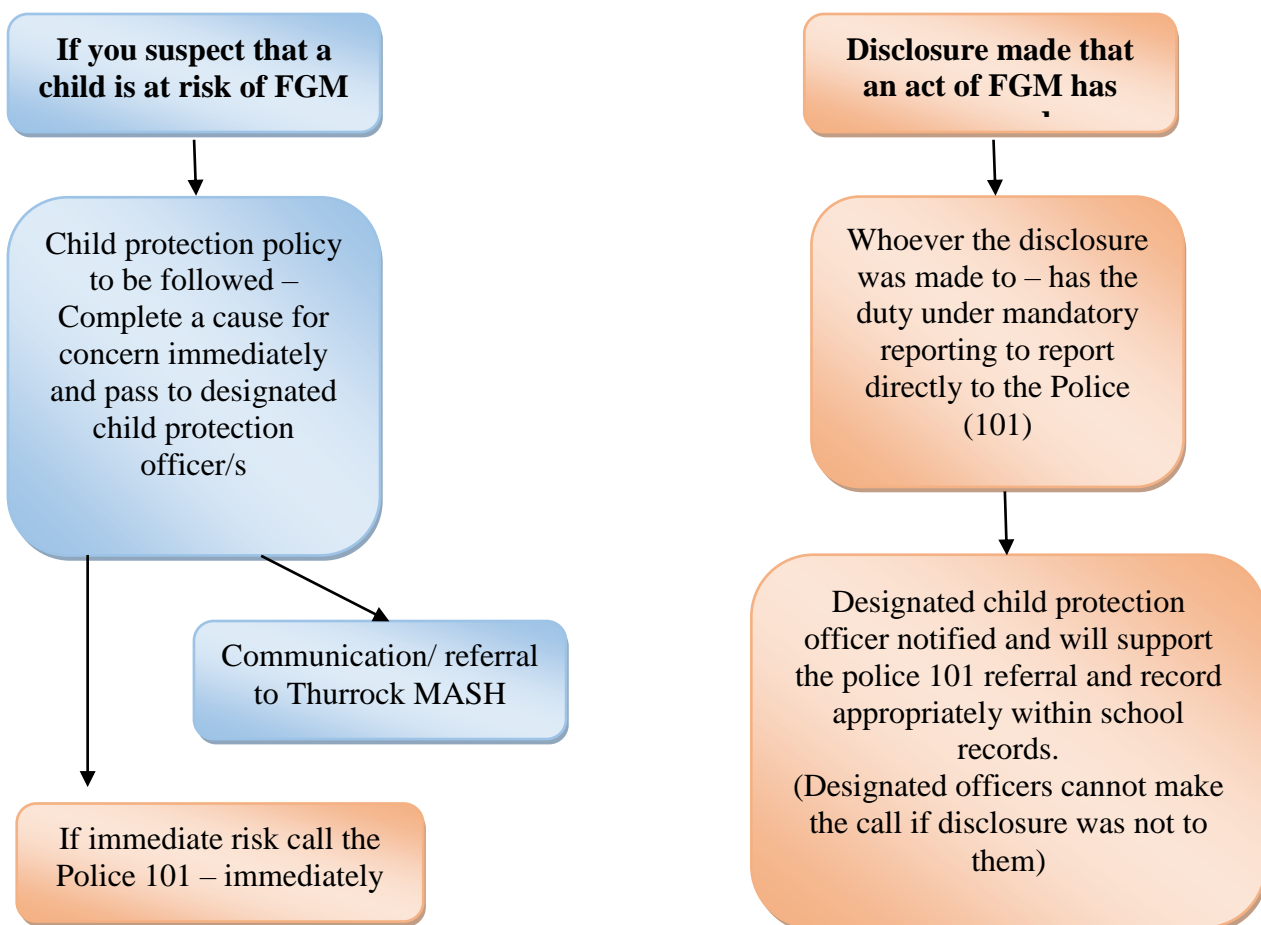 If you suspect that a
child is at risk of FGM
Child protection policy
to be followed –
Complete a cause for
concern immediately
and pass to designated
child protection
officer/s
Communication/ referral
to Thurrock MASH
If immediate risk call the
Police 101 – immediately
Disclosure made that
an act of FGM has
Whoever the disclosure
was made to – has the
duty under mandatory
reporting to report
directly to the Police
(101)
Designated child protection
officer notified and will support
the police 101 referral and record
appropriately within school
records.
(Designated officers cannot make
the call if disclosure was not to
them)